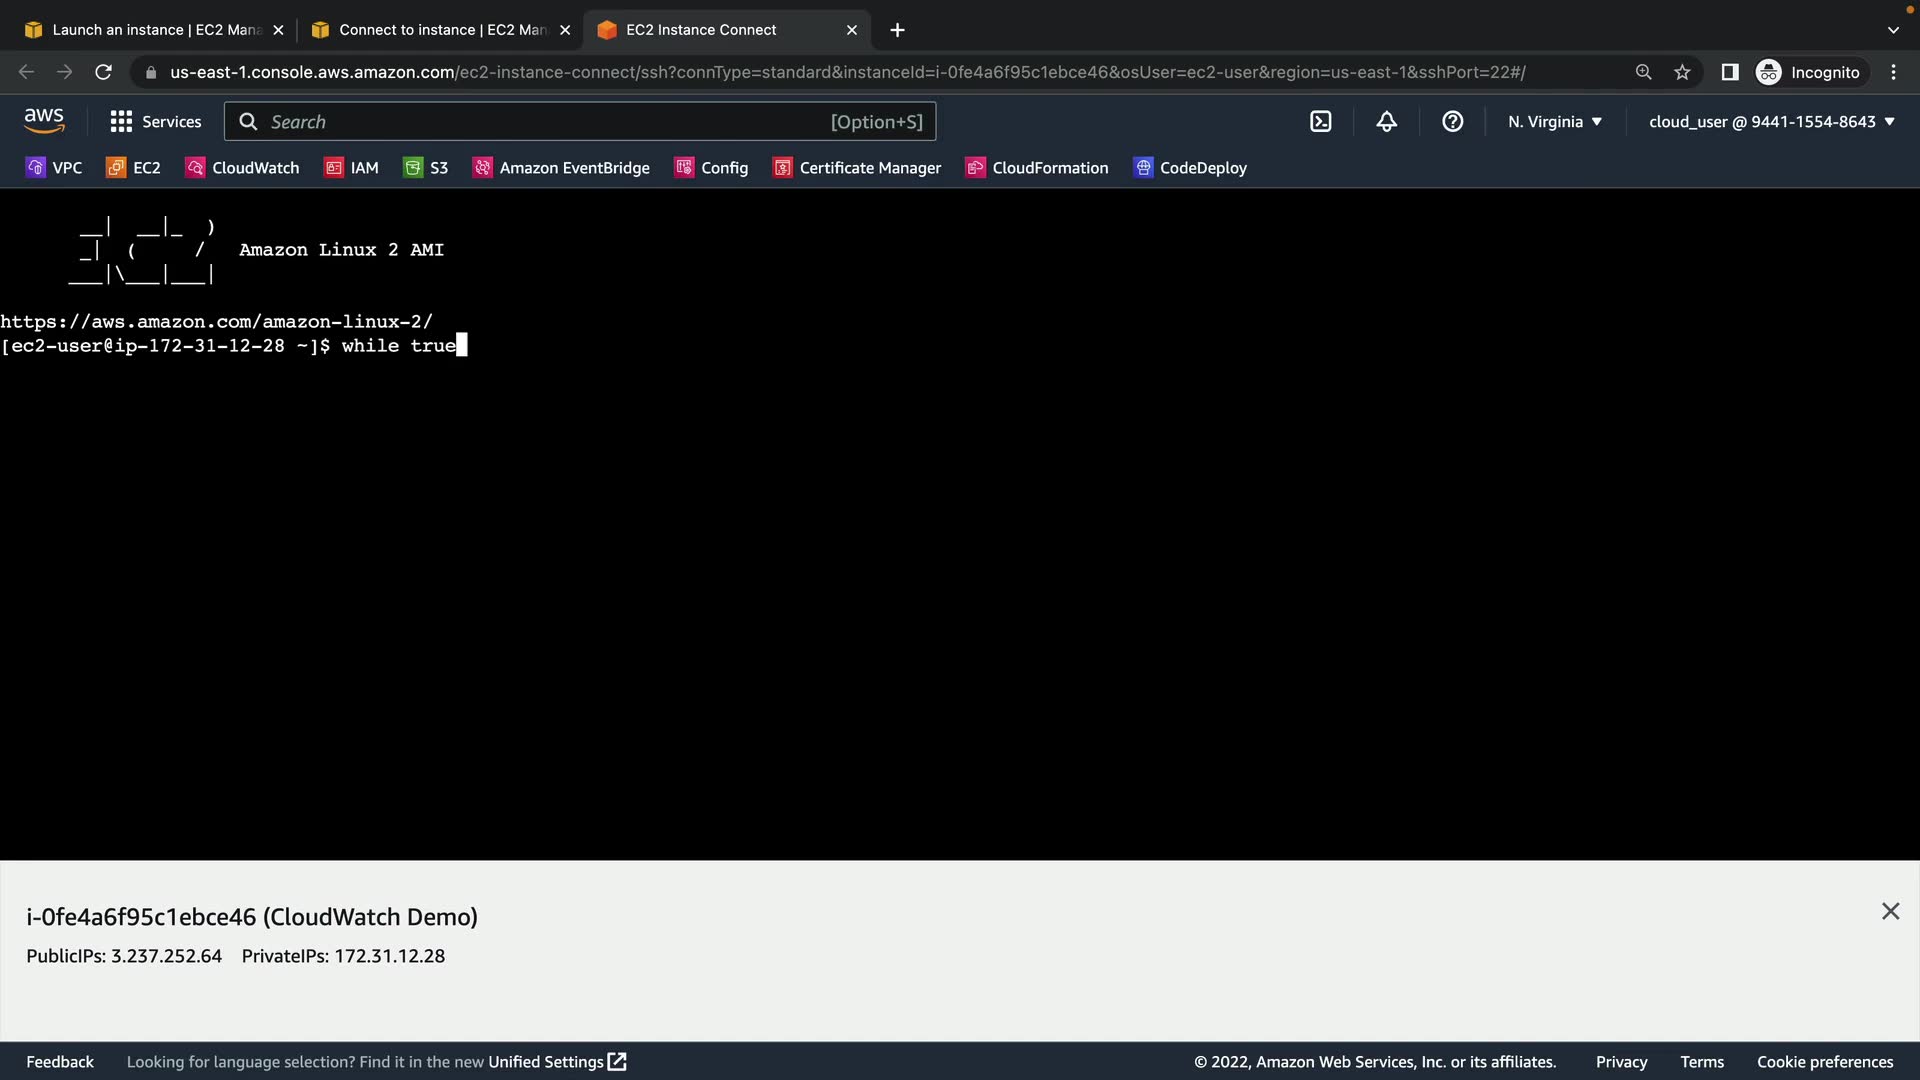 Launch an instance | EC2 Mana
Connect to instance | EC2 Man
EC2 Instance Connect
us-east-1.console.aws.amazon.com/ec2-instance-connect/ssh?connType=standard&instanceId=i-0fe4a6f95c1ebce46&osUser=ec2-user&region=us-east-1&sshPort=22#/
Incognito
aws
Services
Search
[Option+S]
N. Virginia
cloud_user @ 9441-1554-8643
VPC
EC2
CloudWatch
IAM
S3
Amazon EventBridge
Config
Certificate Manager
CloudFormation
CodeDeploy
__|  __|_  )
_|  (     /   Amazon Linux 2 AMI
___|\___|___|
https://aws.amazon.com/amazon-linux-2/
[ec2-user@ip-172-31-12-28 ~]$ while true
i-0fe4a6f95c1ebce46 (CloudWatch Demo)
PublicIPs: 3.237.252.64 PrivateIPs: 172.31.12.28
Feedback
Looking for language selection? Find it in the new Unified Settings
© 2022, Amazon Web Services, Inc. or its affiliates.
Privacy
Terms
Cookie preferences